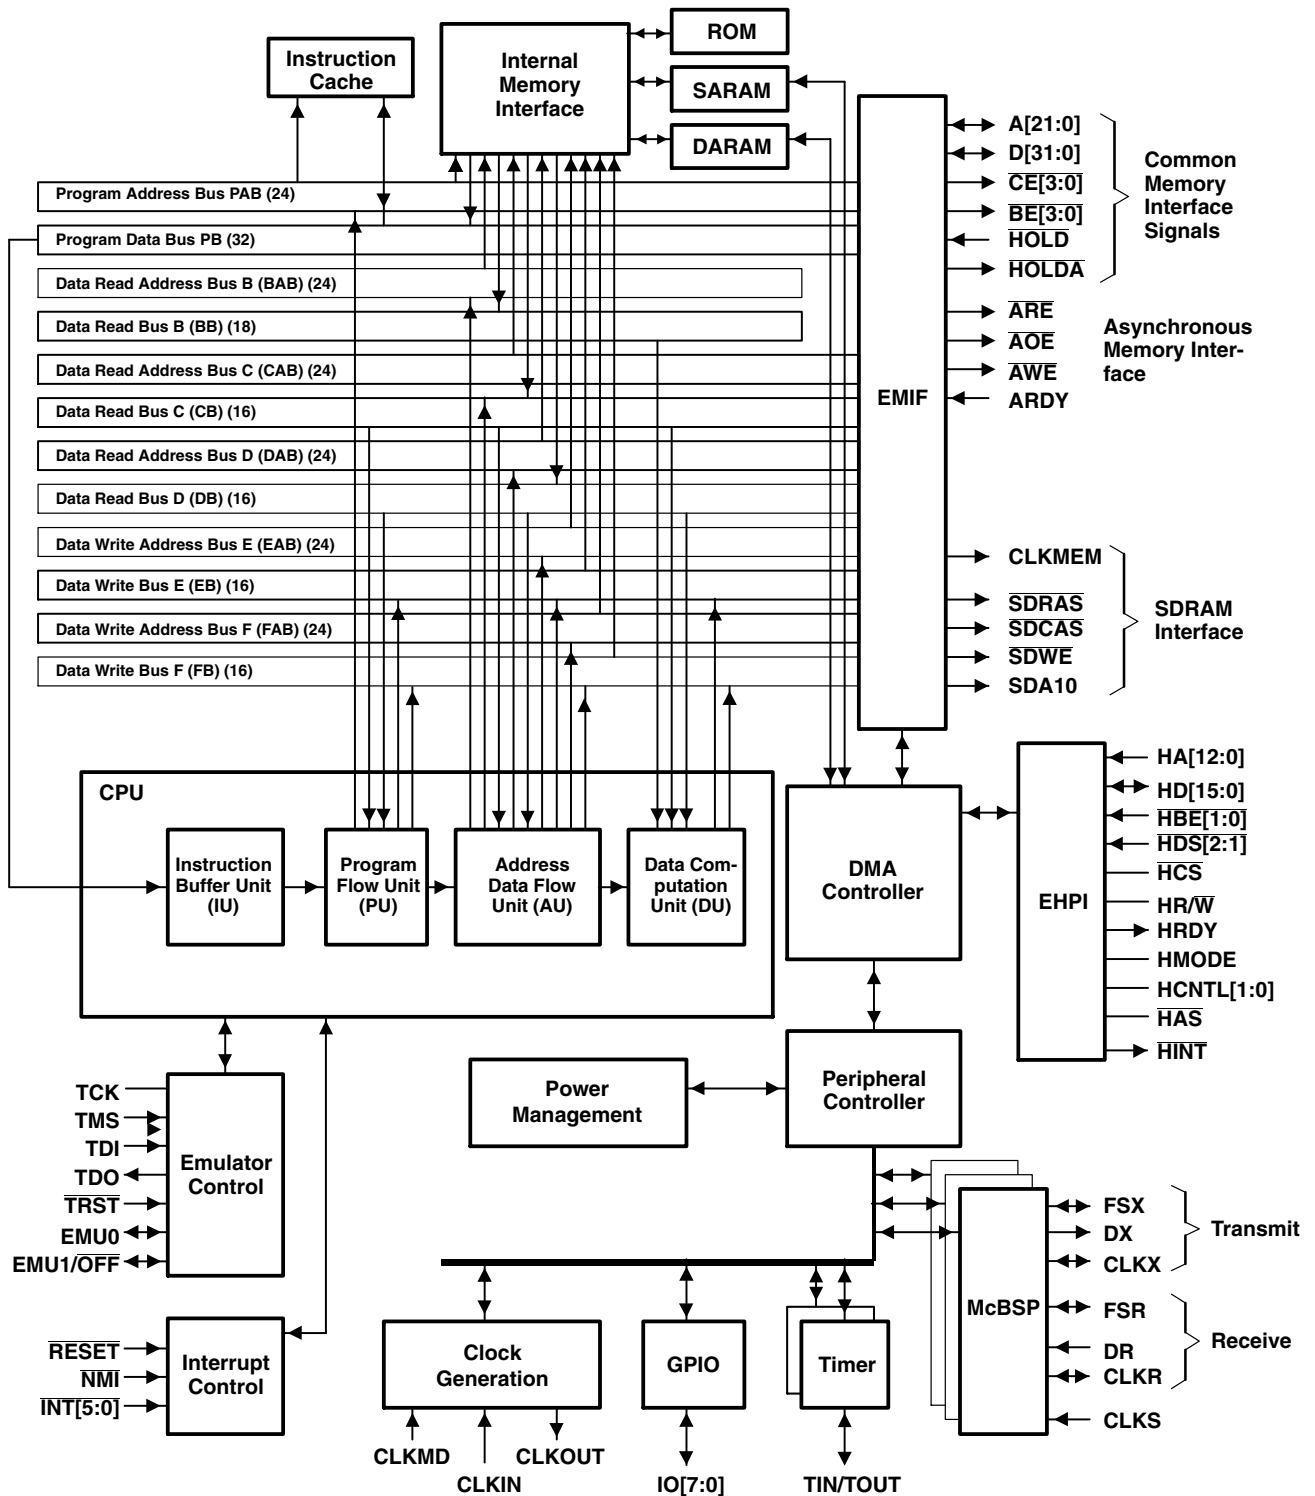 ROM
Instruction
Cache
Internal
Memory
Interface
SARAM
DARAM
Program Address Bus PAB (24)
Program Data Bus PB (32)
Data Read Address Bus B (BAB) (24)
Data Read Bus B (BB) (18)
Data Read Address Bus C (CAB) (24)
Data Read Bus C (CB) (16)
Data Read Address Bus D (DAB) (24)
Data Read Bus D (DB) (16)
Data Write Address Bus E (EAB) (24)
Data Write Bus E (EB) (16)
Data Write Address Bus F (FAB) (24)
Data Write Bus F (FB) (16)
EMIF
A[21:0]
D[31:0]
CE[3:0]
BE[3:0]
HOLD
HOLDA
Common
Memory
Interface
Signals
ARE
AOE
AWE
ARDY
Asynchronous
Memory Inter-
face
CLKMEM
SDRAS
SDCAS
SDWE
SDA10
SDRAM
Interface
CPU
Instruction
Buffer Unit
(IU)
Program
Flow Unit
(PU)
Address
Data Flow
Unit (AU)
Data Com-
putation
Unit (DU)
DMA
Controller
EHPI
HA[12:0]
HD[15:0]
HBE[1:0]
HDS[2:1]
HCS
HR/W
HRDY
HMODE
HCNTL[1:0]
HAS
HINT
Power
Management
Peripheral
Controller
TCK
TMS
TDI
TDO
TRST
EMU0
EMU1/OFF
Emulator
Control
RESET
NMI
INT[5:0]
Interrupt
Control
Clock
Generation
GPIO
Timer
McBSP
FSX
DX
CLKX
Transmit
FSR
DR
CLKR
Receive
CLKS
CLKMD
CLKIN
CLKOUT
IO[7:0]
TIN/TOUT